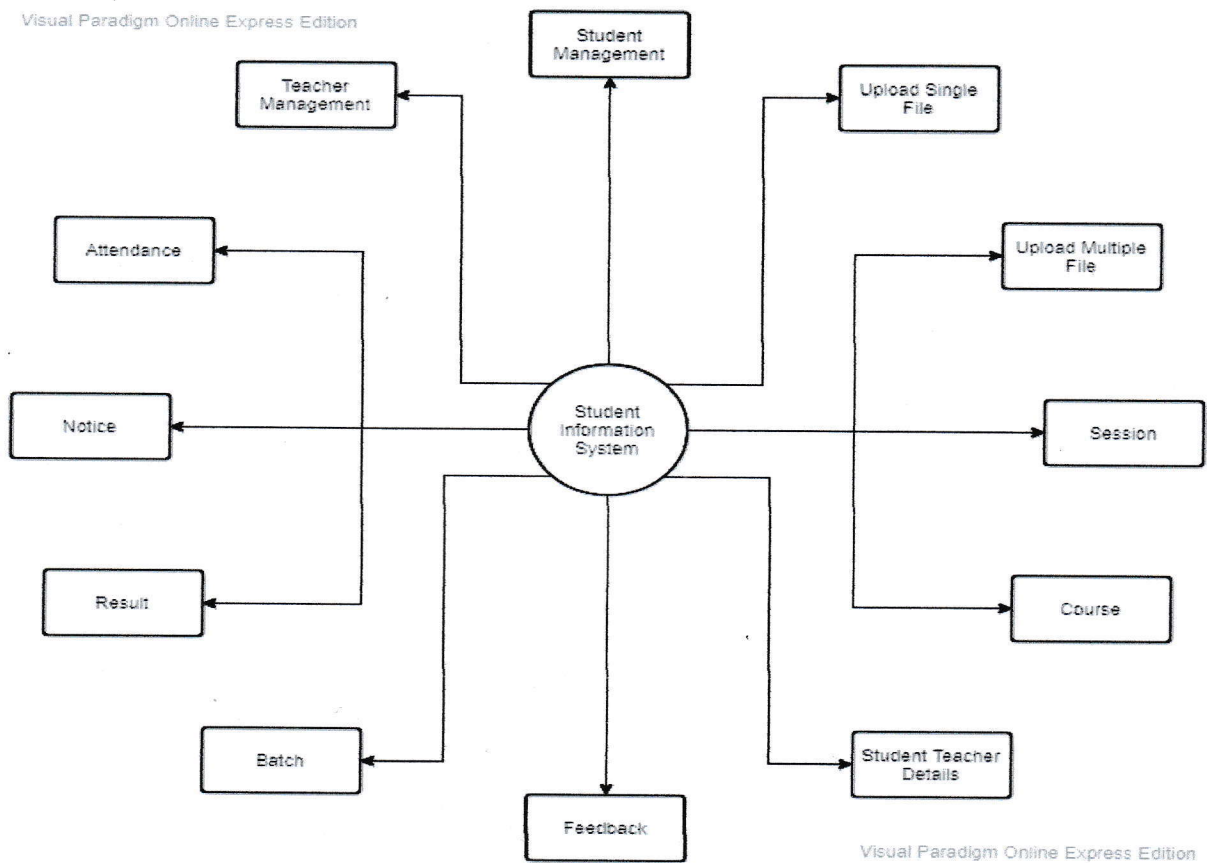 Visual Paradigm Online Express Edition
Student
Management
Teacher
Management
Upload Single
File
Attendance
Upload Multiple
File
Notice
Student
Information
System
Session
Result
Course
Batch
Student Teacher
Details
Feedback
Visual Paradigm Online Express Edition